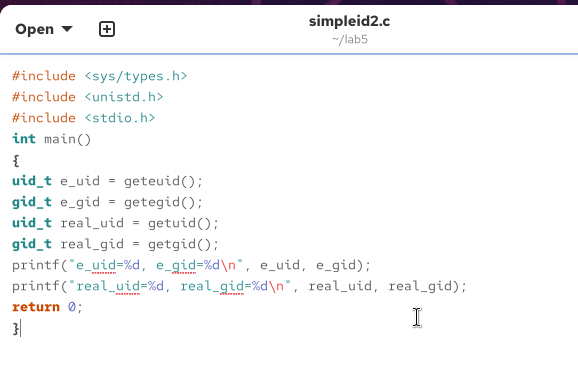 Open
simpleid2.c
~/lab5
#include <sys/types.h>
#include <unistd.h>
#include <stdio.h>
int main()
{
uid_t e_uid = geteuid();
gid_t e_gid = getegid();
uid_t real_uid = getuid();
gid_t real_gid = getgid();
printf("e_uid=%d, e_gid=%d\n", e_uid, e_gid);
printf("real_uid=%d, real_gid=%d\n", real_uid, real_gid);
return 0;
}